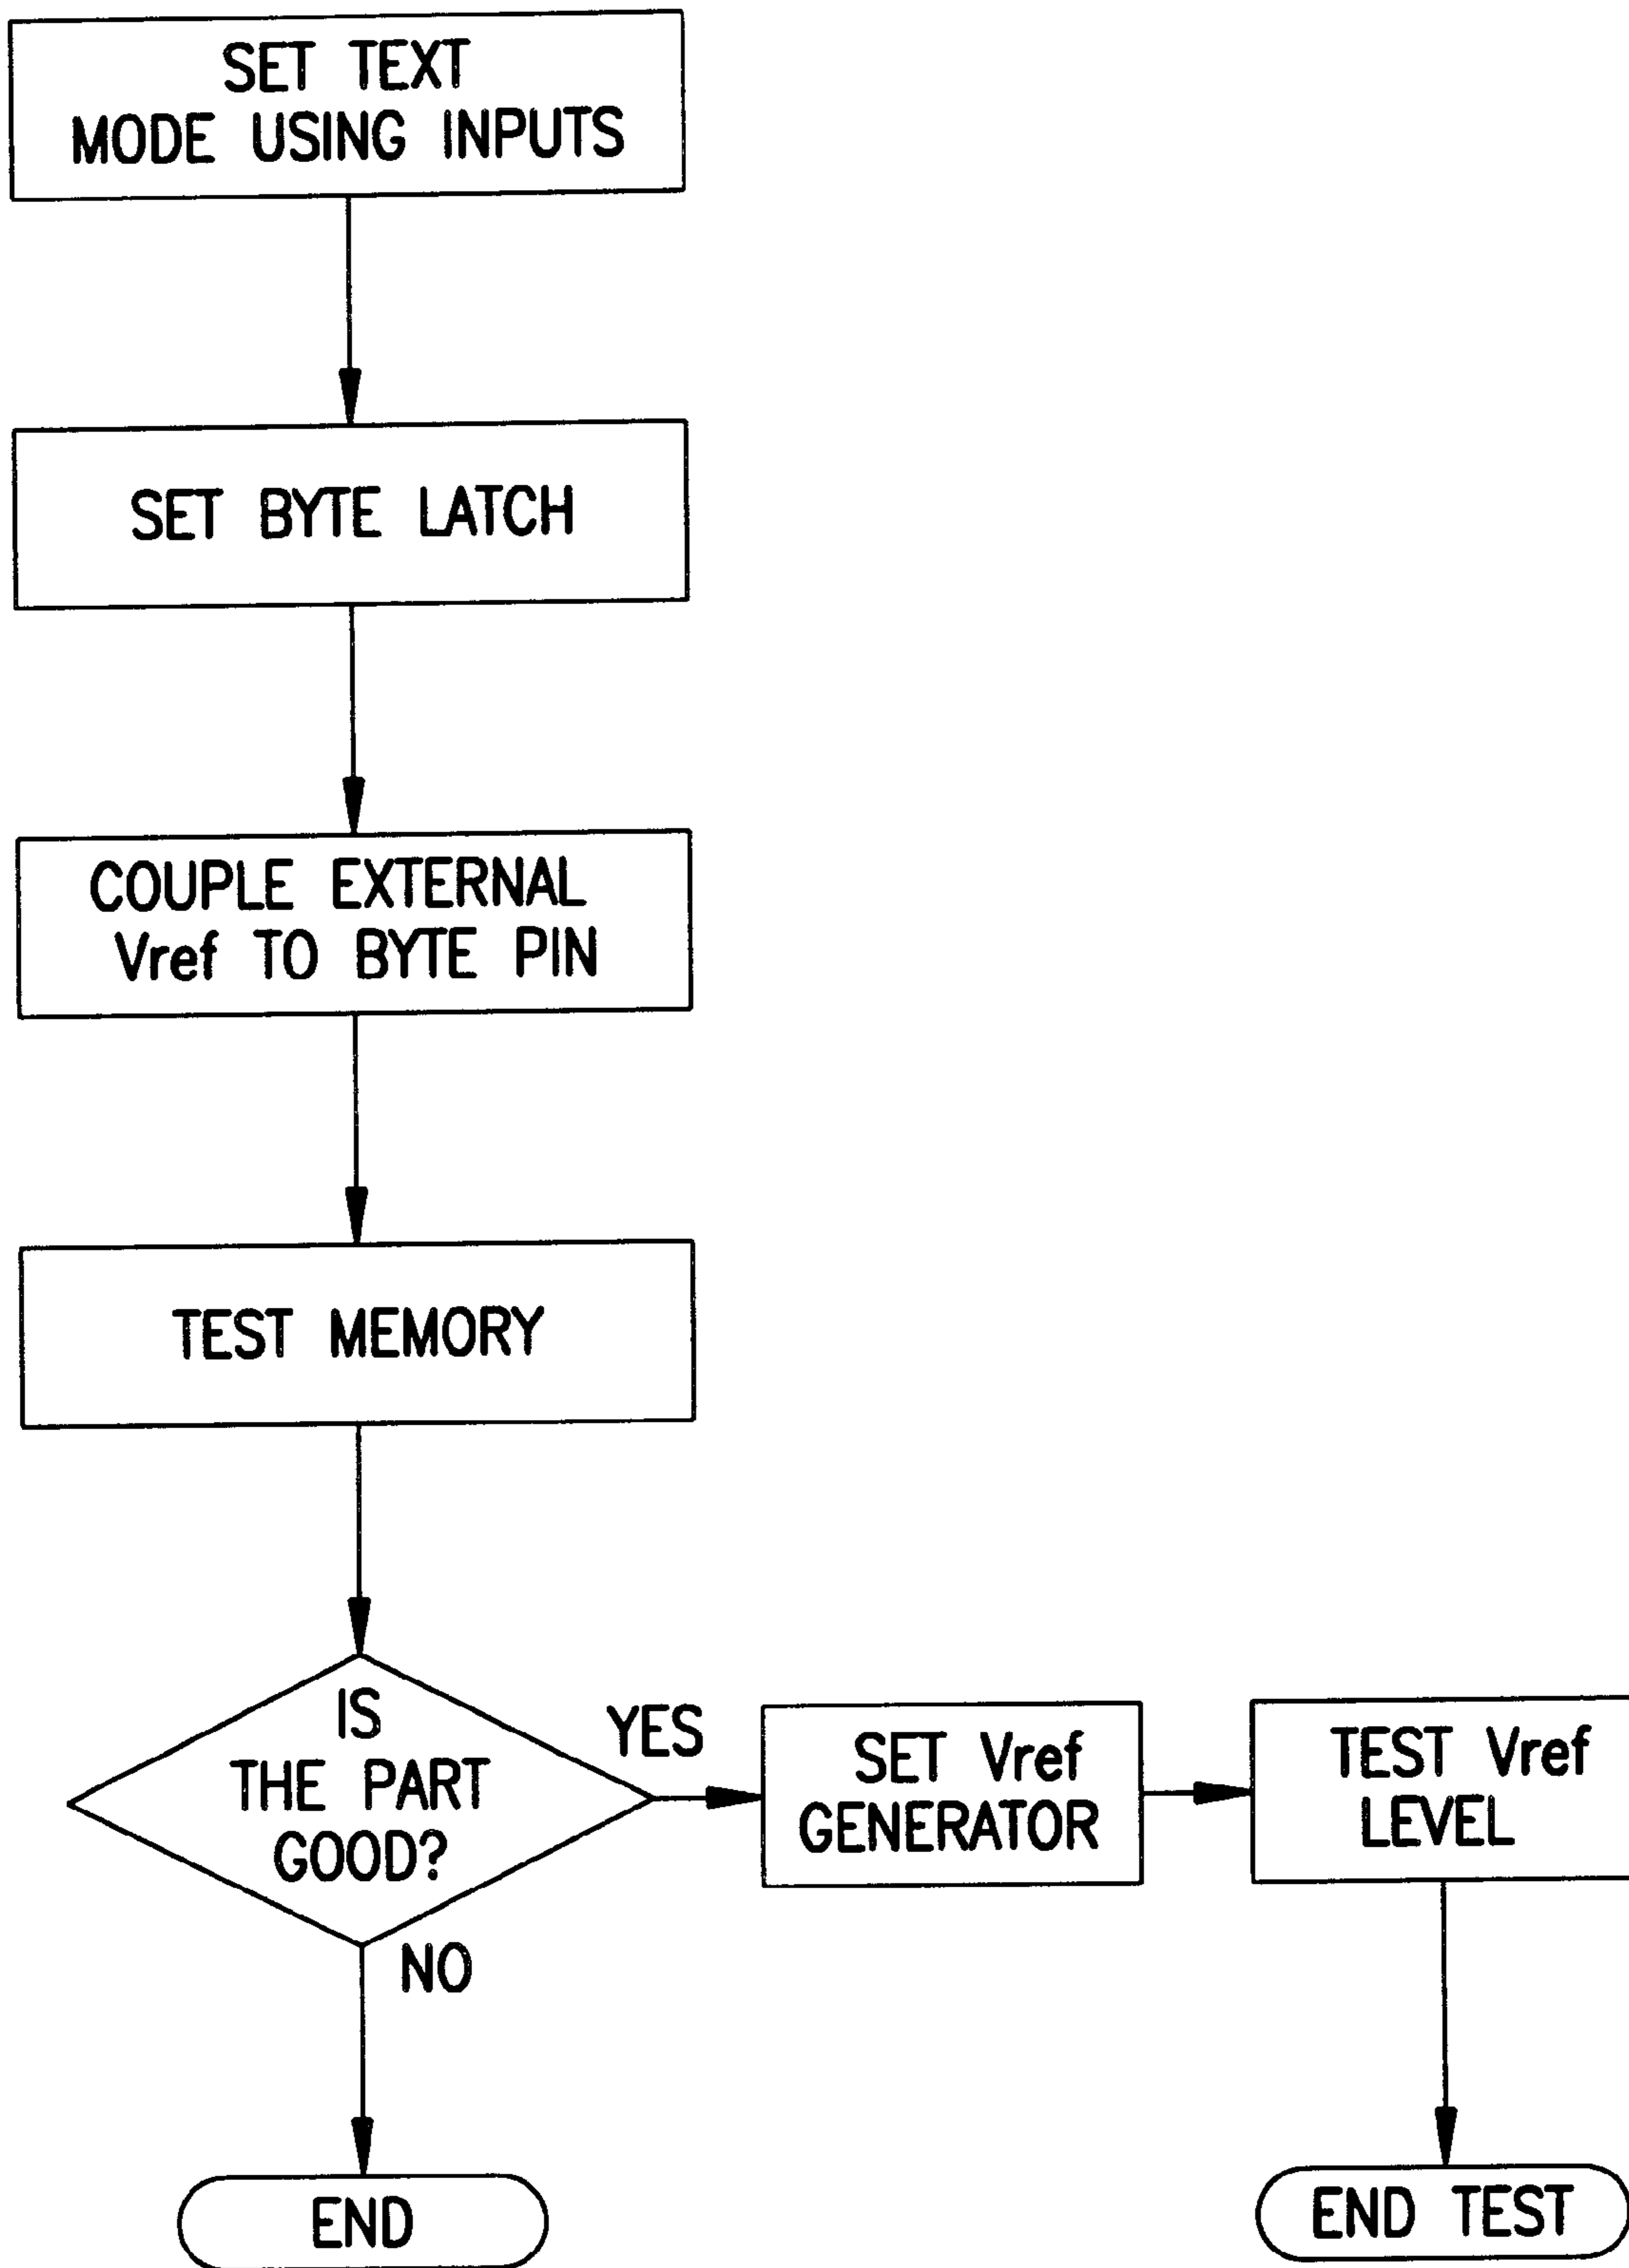 SET TEXT
MODE USING INPUTS
SET BYTE LATCH
COUPLE EXTERNAL
Vref TO BYTE PIN
TEST MEMORY
IS
THE PART
GOOD?
YES
SET Vref
GENERATOR
TEST Vref
LEVEL
NO
END
END TEST